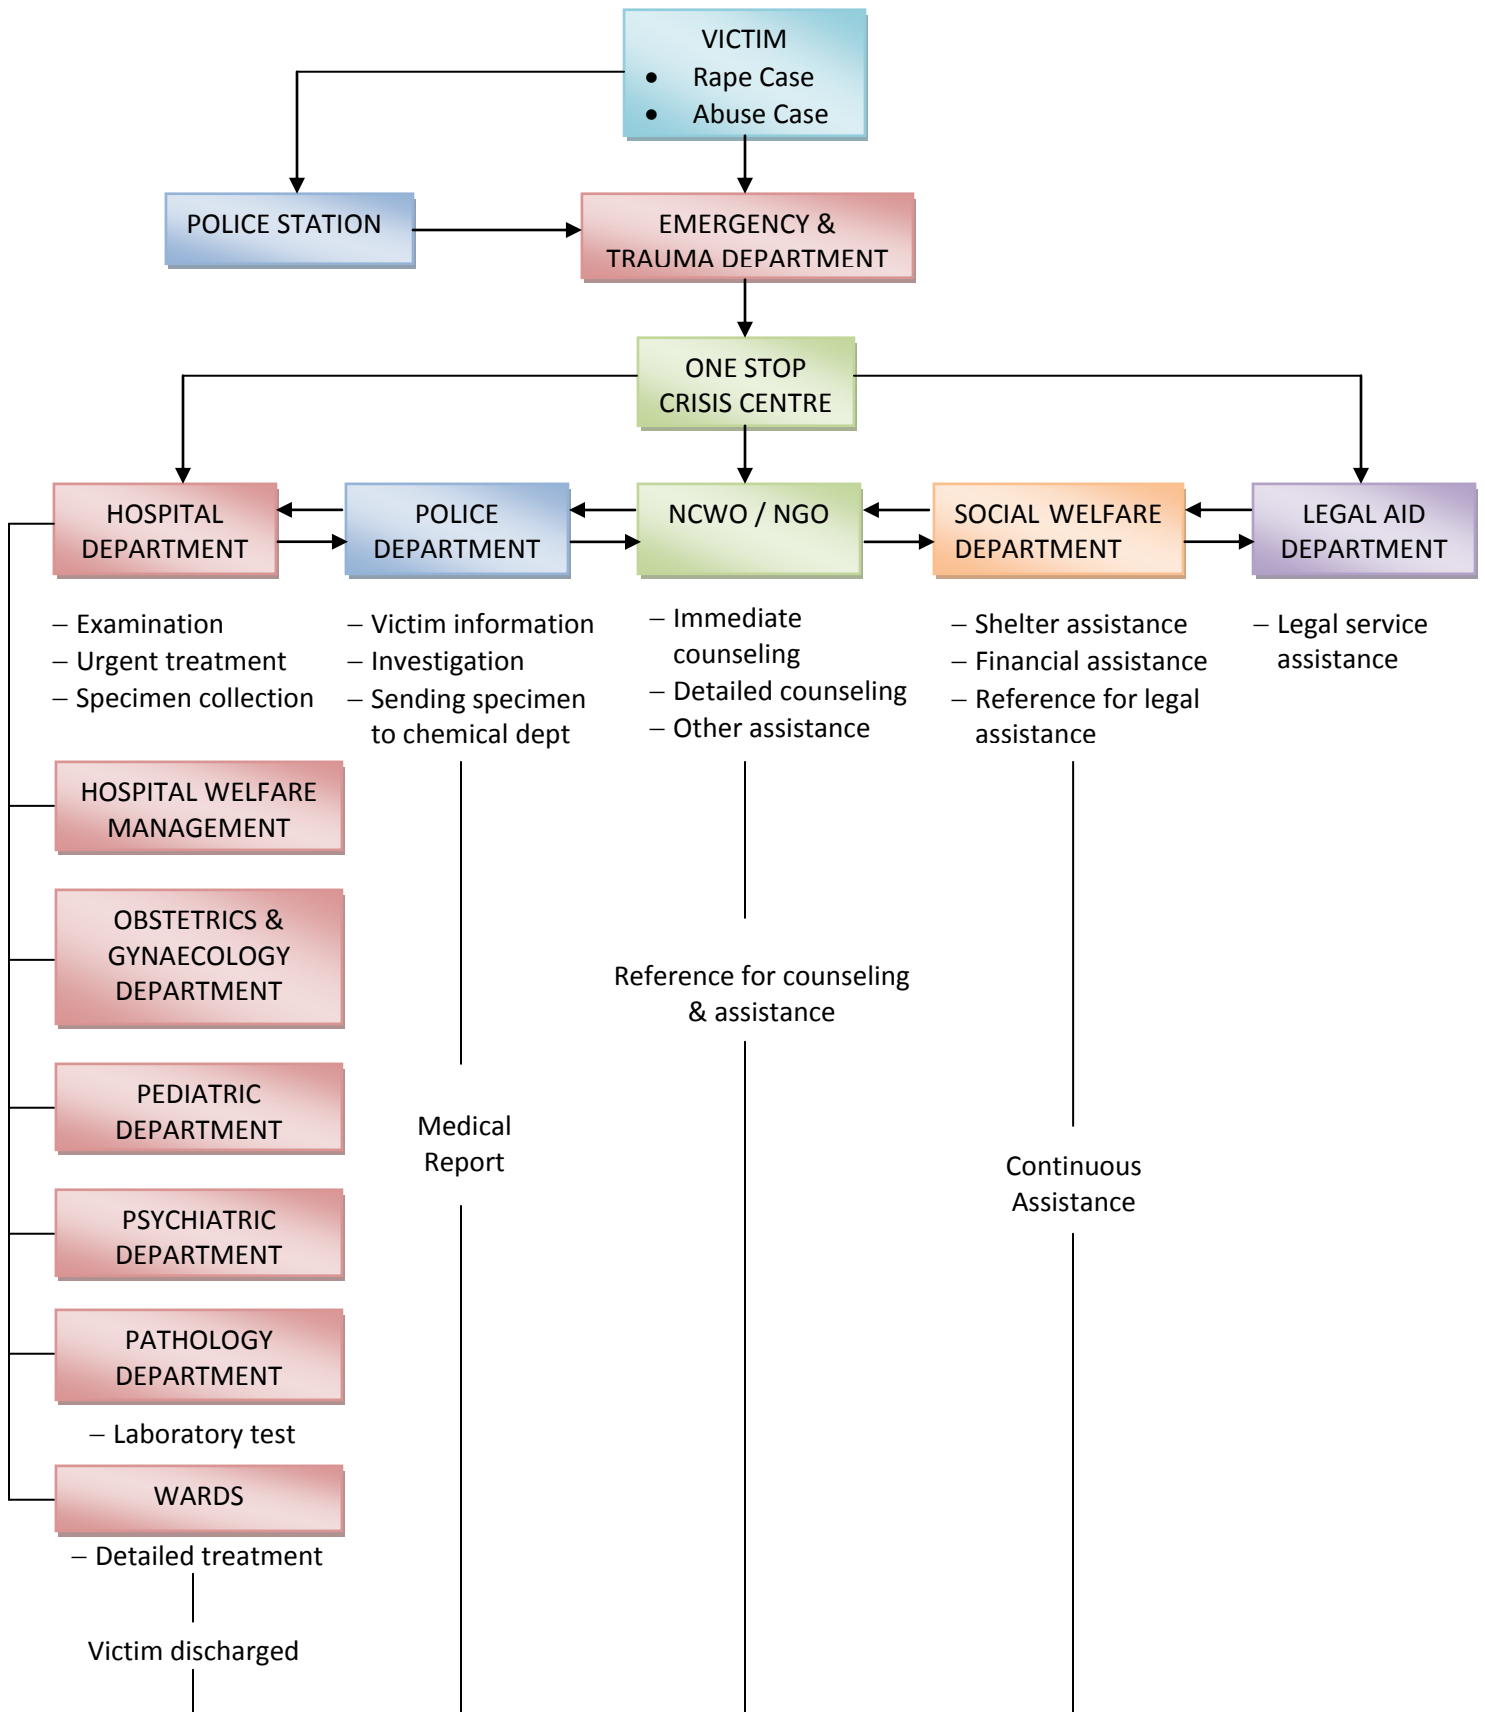 VICTIM
• Rape Case
• Abuse Case
POLICE STATION
EMERGENCY &
TRAUMA DEPARTMENT
ONE STOP
CRISIS CENTRE
HOSPITAL
DEPARTMENT
POLICE
DEPARTMENT
NCWO / NGO
SOCIAL WELFARE
DEPARTMENT
LEGAL AID
DEPARTMENT
– Examination
– Urgent treatment
– Specimen collection
– Victim information
– Investigation
– Sending specimen
to chemical dept
– Immediate
counseling
– Detailed counseling
– Other assistance
– Shelter assistance
– Financial assistance
– Reference for legal
assistance
– Legal service
assistance
HOSPITAL WELFARE
MANAGEMENT
OBSTETRICS &
GYNAECOLOGY
DEPARTMENT
PEDIATRIC
DEPARTMENT
PSYCHIATRIC
DEPARTMENT
PATHOLOGY
DEPARTMENT
– Laboratory test
WARDS
– Detailed treatment
Victim discharged
Medical
Report
Reference for counseling
& assistance
Continuous
Assistance